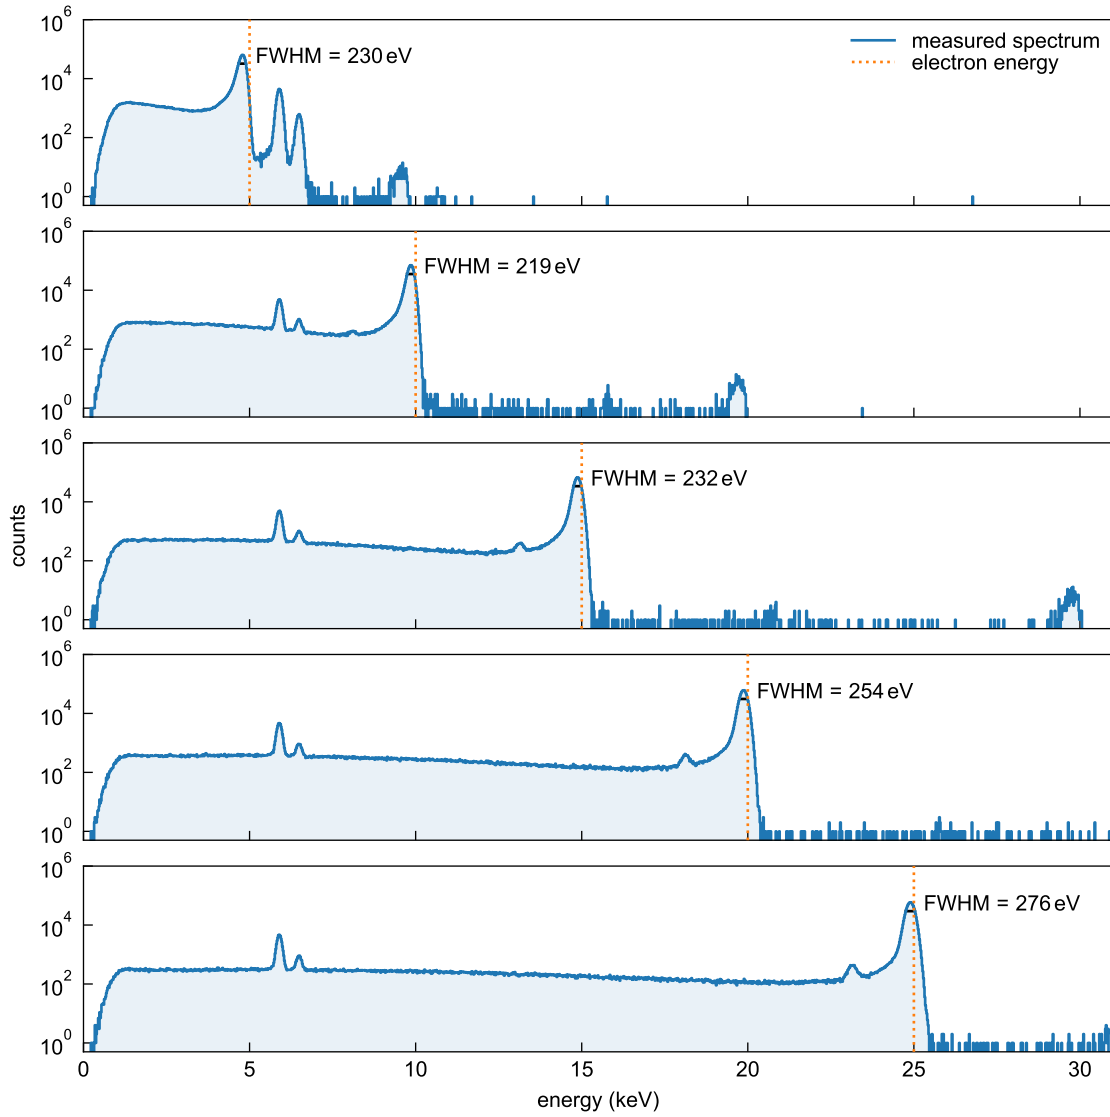 10^6
10^4
10^2
10^0
FWHM = 230 eV
measured spectrum
electron energy
10^6
10^4
10^2
10^0
FWHM = 219 eV
10^6
10^4
10^2
10^0
FWHM = 232 eV
counts
10^6
10^4
10^2
10^0
FWHM = 254 eV
10^6
10^4
10^2
10^0
FWHM = 276 eV
0 5 10 15 20 25 30
energy (keV)